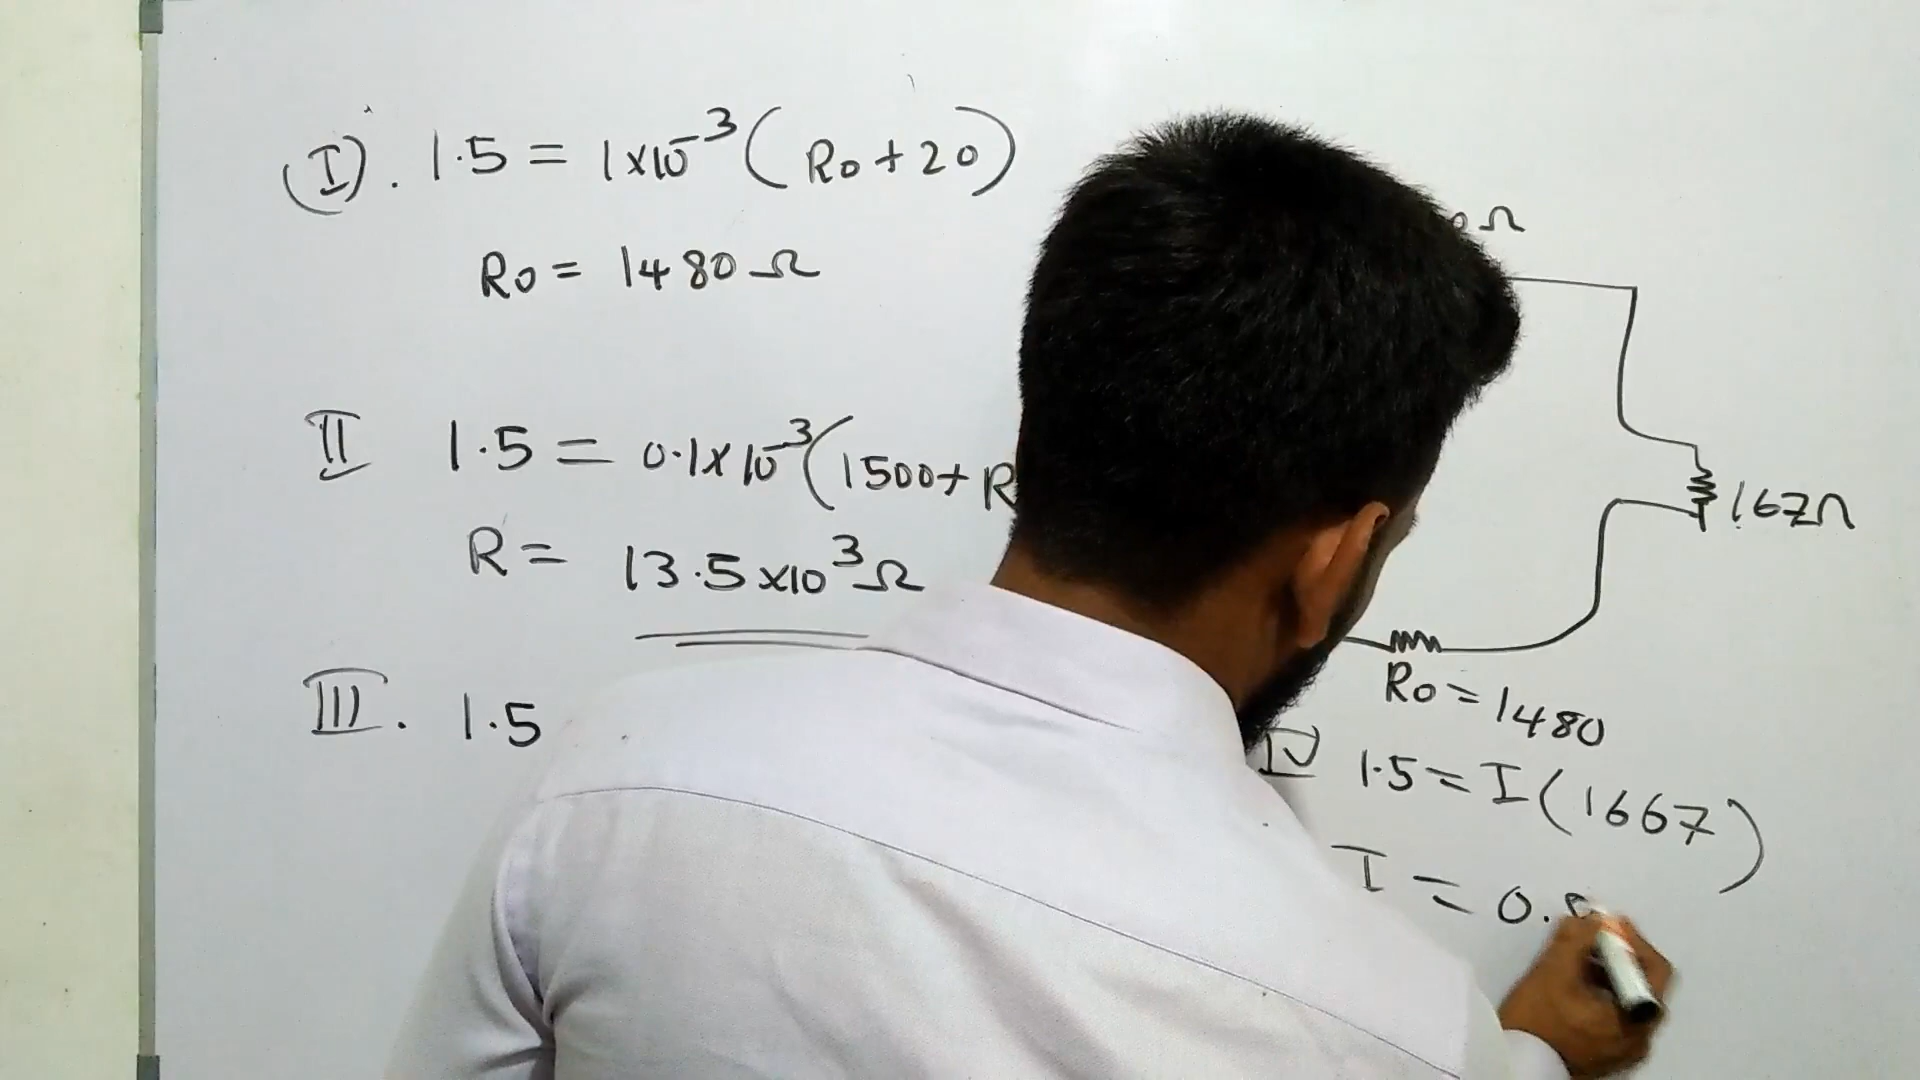 (I). 1.5 = 1×10⁻³ (R₀ + 20)
R₀ = 1480 Ω
II 1.5 = 0.1×10⁻³(1500 + R
R = 13.5×10³ Ω
III. 1.5
0 Ω
167Ω
R₀ = 1480
IV 1.5 = I(1667)
I = 0.